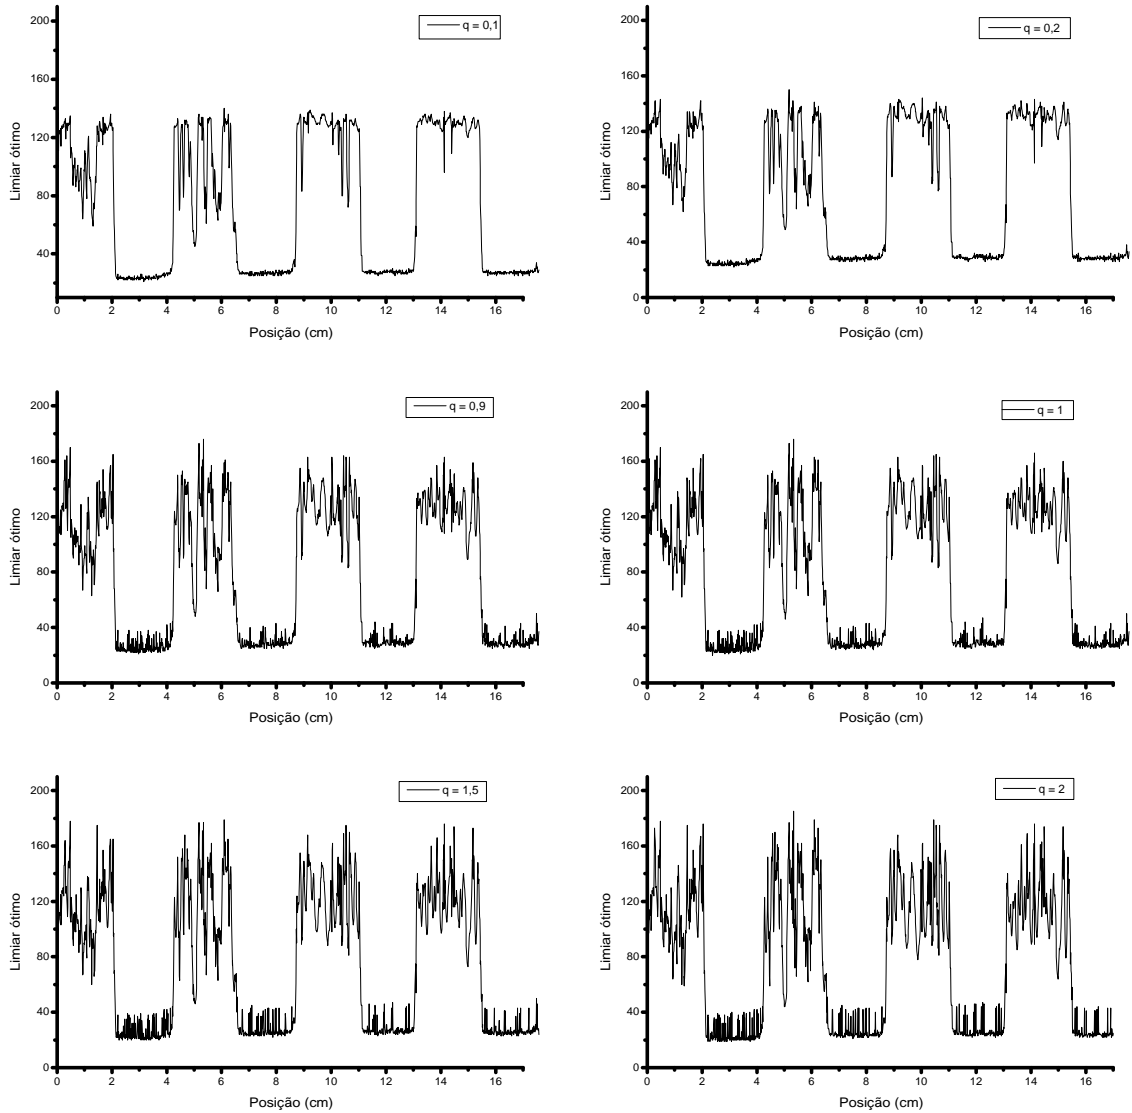 q = 0,1
200
160
120
80
40
Limiar ótimo
0 2 4 6 8 10 12 14 16
Posição (cm)
q = 0,2
200
160
120
80
40
0
Limiar ótimo
0 2 4 6 8 10 12 14 16
Posição (cm)
q = 0,9
200
160
120
80
40
0
Limiar ótimo
0 2 4 6 8 10 12 14 16
Posição (cm)
q = 1
200
160
120
80
40
0
Limiar ótimo
0 2 4 6 8 10 12 14 16
Posição (cm)
q = 1,5
200
160
120
80
40
0
Limiar ótimo
0 2 4 6 8 10 12 14 16
Posição (cm)
q = 2
200
160
120
80
40
0
Limiar ótimo
0 2 4 6 8 10 12 14 16
Posição (cm)